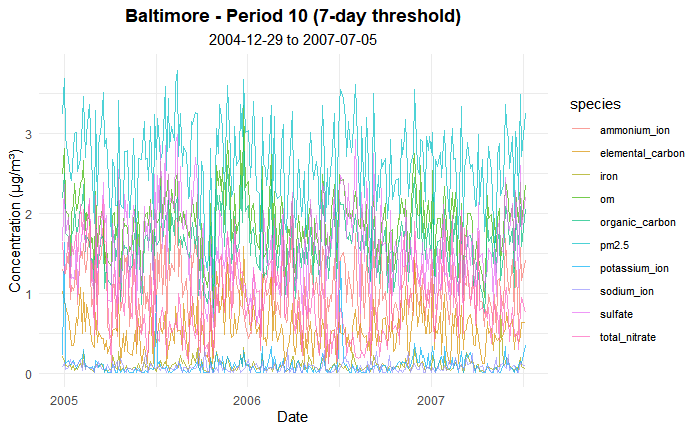 Baltimore - Period 10 (7-day threshold)
2004-12-29 to 2007-07-05
Concentration (µg/m³)
3
2
1
0
2005
2006
2007
Date
species
ammonium_ion
elemental_carbon
iron
om
organic_carbon
pm2.5
potassium_ion
sodium_ion
sulfate
total_nitrate